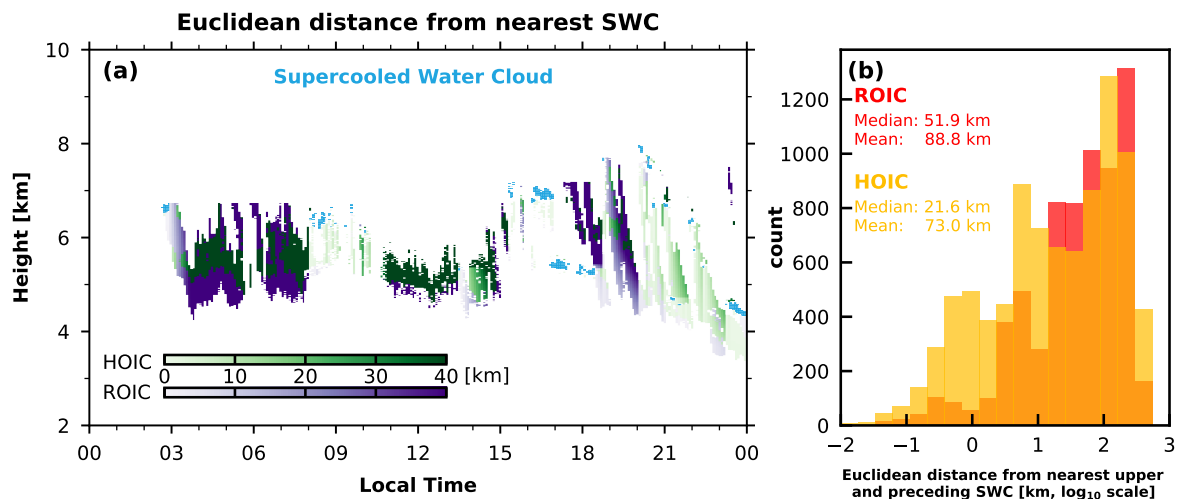 Euclidean distance from nearest SWC
(a)
Supercooled Water Cloud
Height [km]
10
8
6
4
2
HOIC
0 10 20 30 40 [km]
ROIC
00 03 06 09 12 15 18 21 00
Local Time
(b)
ROIC
Median: 51.9 km
Mean: 88.8 km
HOIC
Median: 21.6 km
Mean: 73.0 km
count
1200
1000
800
600
400
200
0
−2 −1 0 1 2 3
Euclidean distance from nearest upper
and preceding SWC [km, log₁₀ scale]